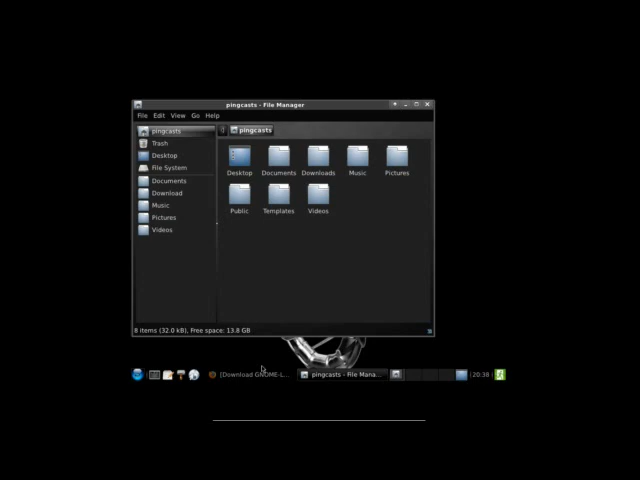 pingcasts - File Manager
File Edit View Go Help
pingcasts
Trash
Desktop
File System
Documents
Download
Music
Pictures
Videos
pingcasts
Desktop Documents Downloads Music Pictures
Public Templates Videos
8 items (32.0 kB), Free space: 13.8 GB
[Download GNOME-L... pingcasts - File Mana... 20:38